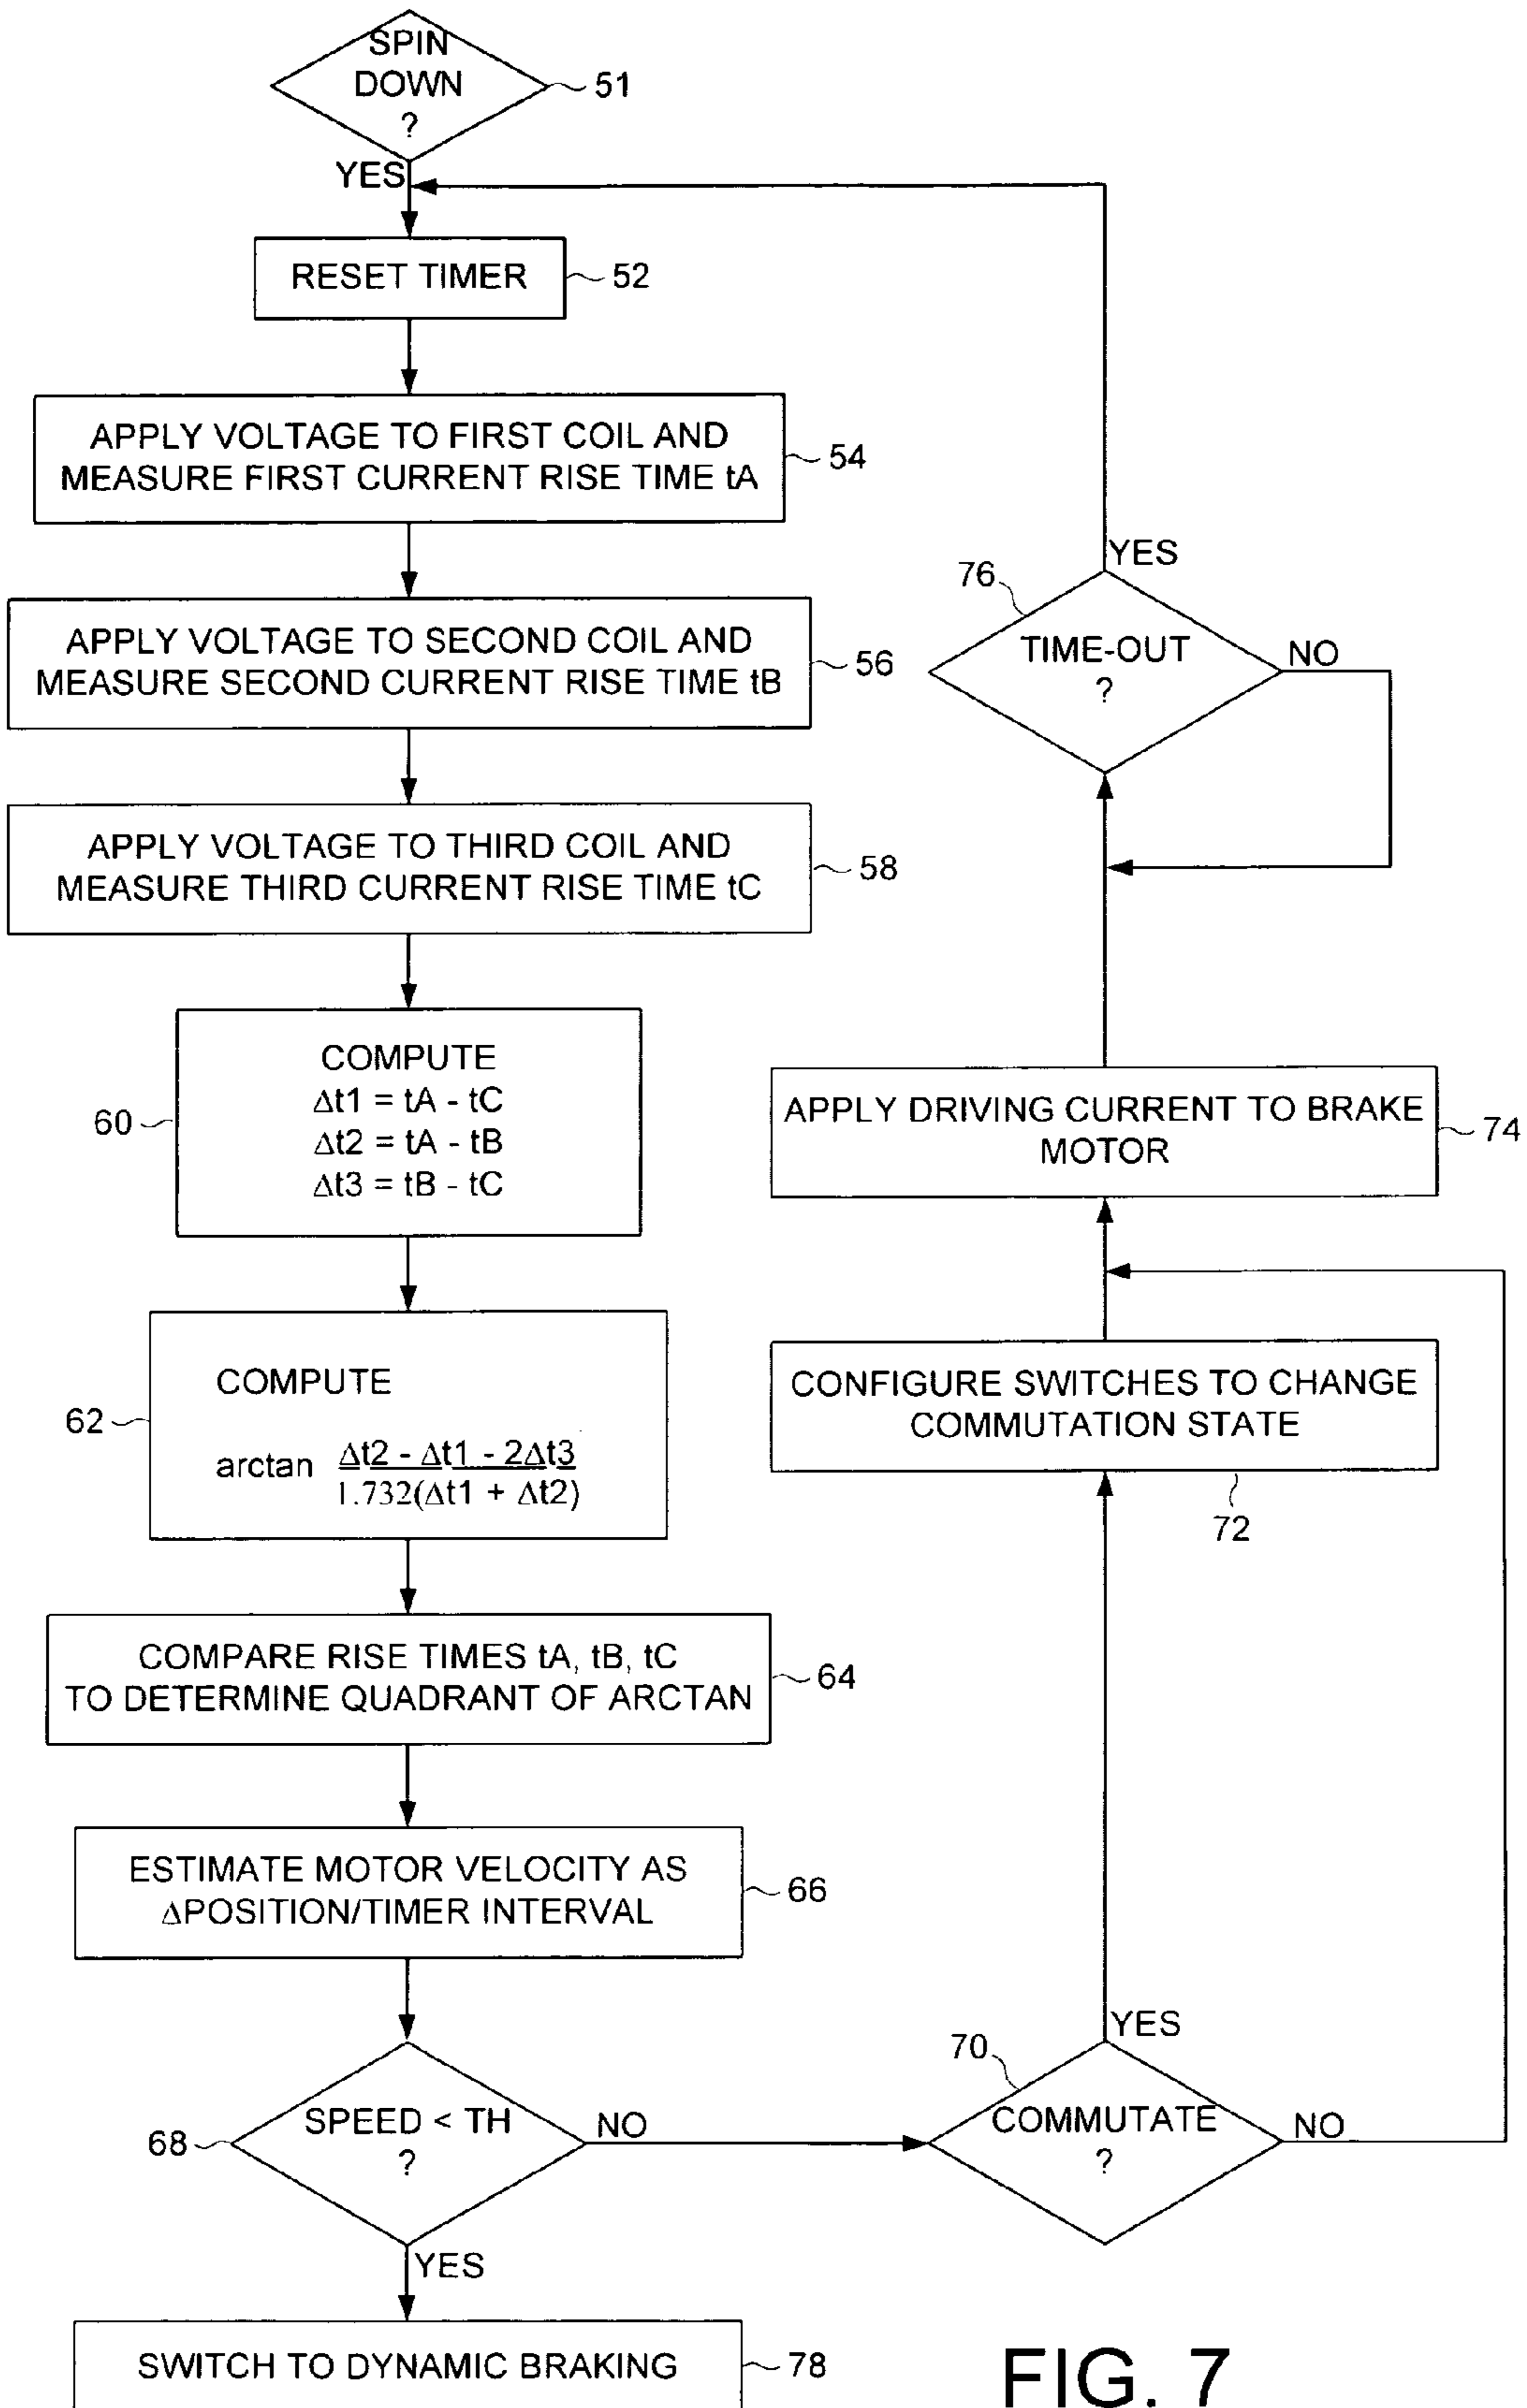 SPIN
DOWN
?
51
YES
RESET TIMER
52
APPLY VOLTAGE TO FIRST COIL AND
MEASURE FIRST CURRENT RISE TIME tA
54
APPLY VOLTAGE TO SECOND COIL AND
MEASURE SECOND CURRENT RISE TIME tB
56
APPLY VOLTAGE TO THIRD COIL AND
MEASURE THIRD CURRENT RISE TIME tC
58
COMPUTE
Δt1 = tA - tC
Δt2 = tA - tB
Δt3 = tB - tC
60
COMPUTE
arctan Δt2 - Δt1 - 2Δt3
1.732(Δt1 + Δt2)
62
COMPARE RISE TIMES tA, tB, tC
TO DETERMINE QUADRANT OF ARCTAN
64
ESTIMATE MOTOR VELOCITY AS
ΔPOSITION/TIMER INTERVAL
66
SPEED < TH
?
68
NO
YES
SWITCH TO DYNAMIC BRAKING
78
70
COMMUTATE
?
YES
NO
CONFIGURE SWITCHES TO CHANGE
COMMUTATION STATE
72
APPLY DRIVING CURRENT TO BRAKE
MOTOR
74
76
TIME-OUT
?
YES
NO
FIG. 7